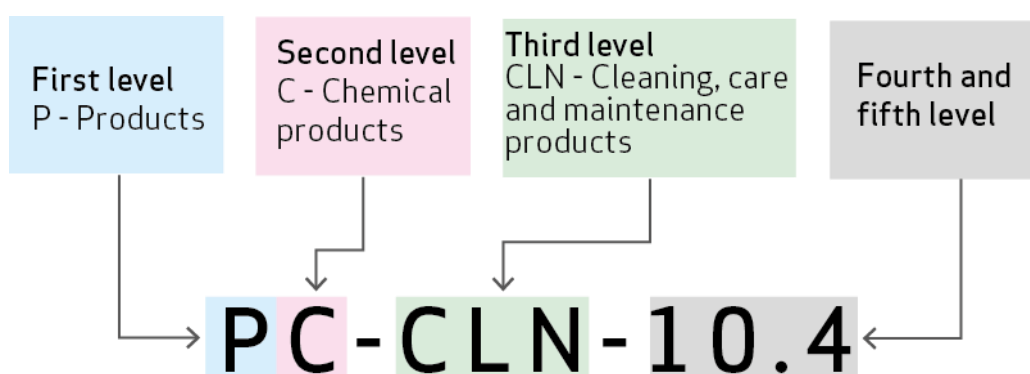 First level
P - Products
Second level
C - Chemical
products
Third level
CLN - Cleaning, care
and maintenance
products
Fourth and
fifth level
PC-CLN-10.4